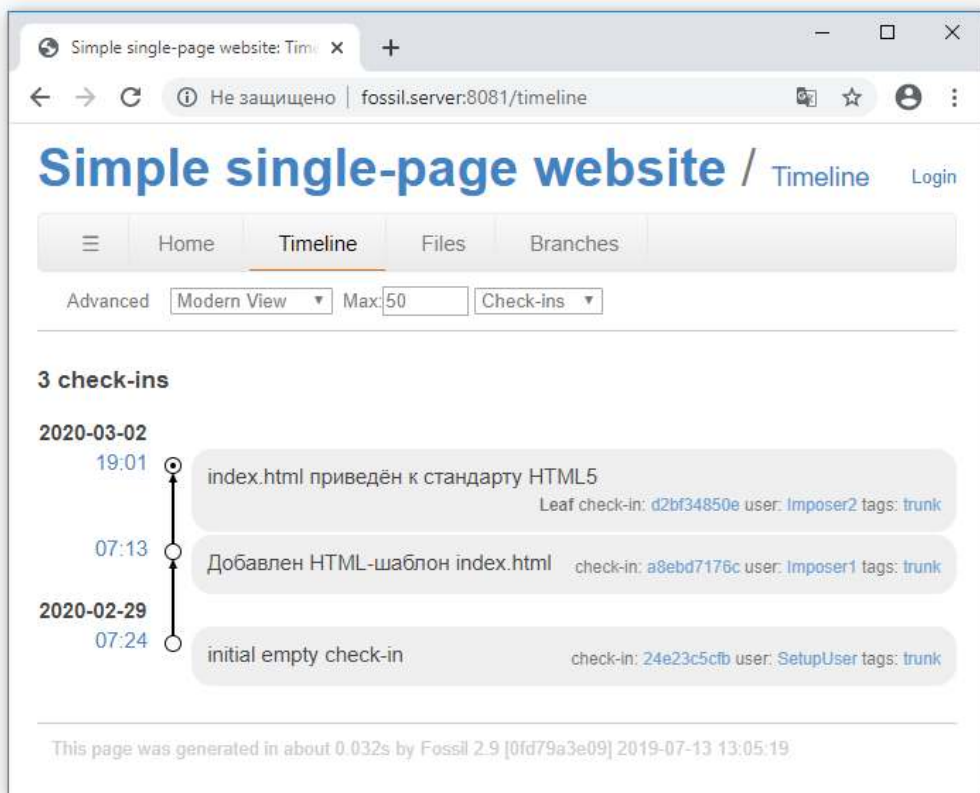 Simple single-page website: Time
Не защищено | fossil.server:8081/timeline
Simple single-page website / Timeline Login
☰ Home Timeline Files Branches
Advanced Modern View ▼ Max:50 Check-ins ▼
3 check-ins
2020-03-02
19:01 index.html приведён к стандарту HTML5
Leaf check-in: d2bf34850e user: Imposer2 tags: trunk
07:13 Добавлен HTML-шаблон index.html check-in: a8ebd7176c user: Imposer1 tags: trunk
2020-02-29
07:24 initial empty check-in check-in: 24e23c5cfb user: SetupUser tags: trunk
This page was generated in about 0.032s by Fossil 2.9 [0fd79a3e09] 2019-07-13 13:05:19